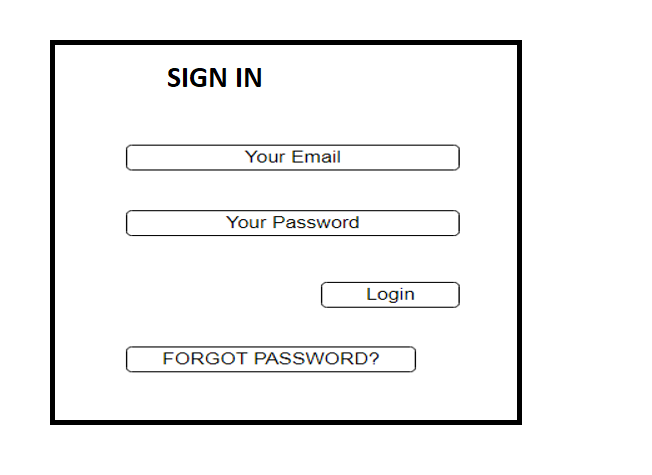 SIGN IN
Your Email
Your Password
Login
FORGOT PASSWORD?